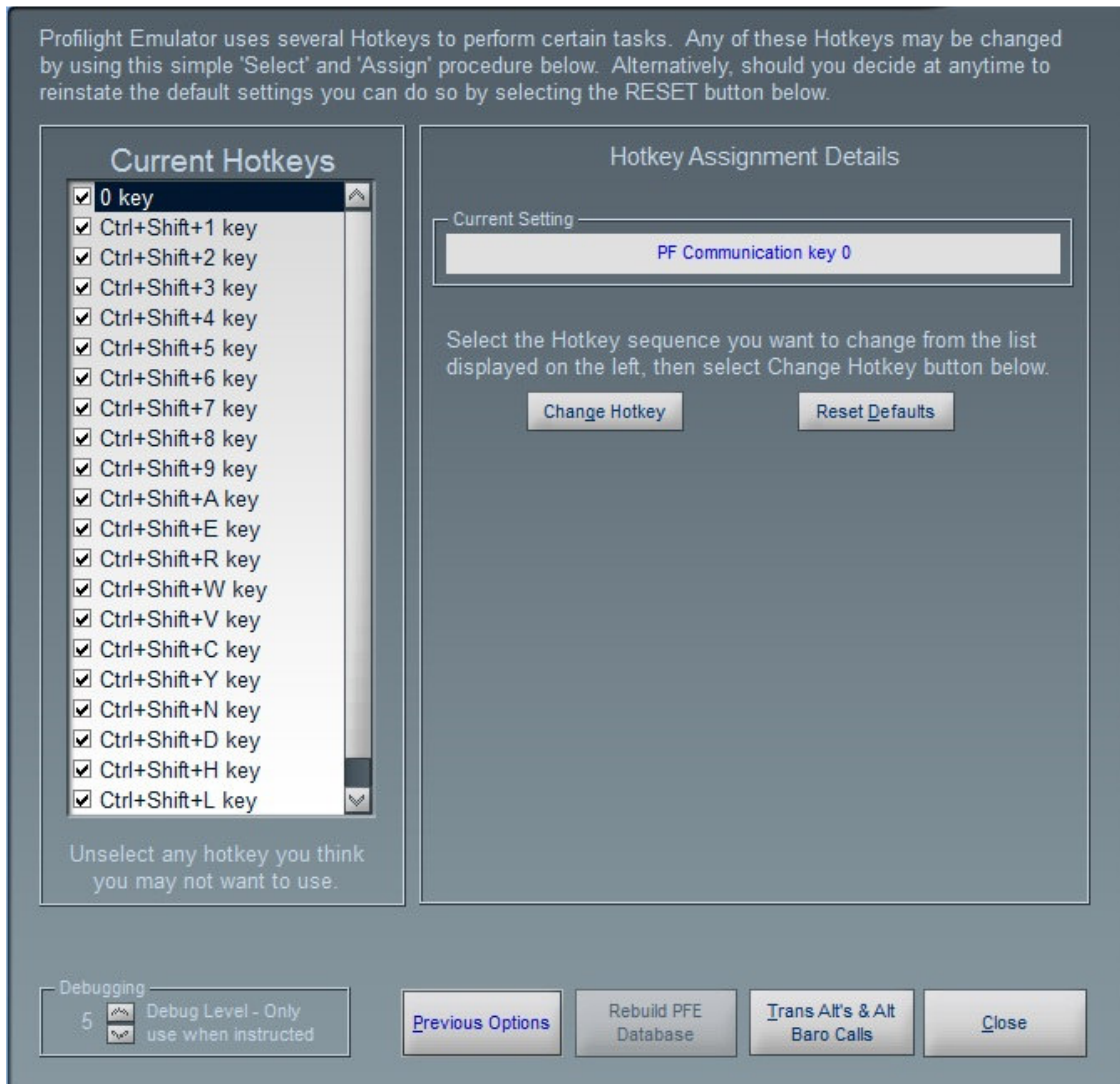 Profilight Emulator uses several Hotkeys to perform certain tasks. Any of these Hotkeys may be changed
by using this simple 'Select' and 'Assign' procedure below. Alternatively, should you decide at anytime to
reinstate the default settings you can do so by selecting the RESET button below.
Current Hotkeys
0 key
Ctrl+Shift+1 key
Ctrl+Shift+2 key
Ctrl+Shift+3 key
Ctrl+Shift+4 key
Ctrl+Shift+5 key
Ctrl+Shift+6 key
Ctrl+Shift+7 key
Ctrl+Shift+8 key
Ctrl+Shift+9 key
Ctrl+Shift+A key
Ctrl+Shift+E key
Ctrl+Shift+R key
Ctrl+Shift+W key
Ctrl+Shift+V key
Ctrl+Shift+C key
Ctrl+Shift+Y key
Ctrl+Shift+N key
Ctrl+Shift+D key
Ctrl+Shift+H key
Ctrl+Shift+L key
Unselect any hotkey you think
you may not want to use.
Hotkey Assignment Details
Current Setting
PF Communication key 0
Select the Hotkey sequence you want to change from the list
displayed on the left, then select Change Hotkey button below.
Change Hotkey
Reset Defaults
Debugging
5
Debug Level - Only
use when instructed
Previous Options
Rebuild PFE
Database
Trans Alt's & Alt
Baro Calls
Close